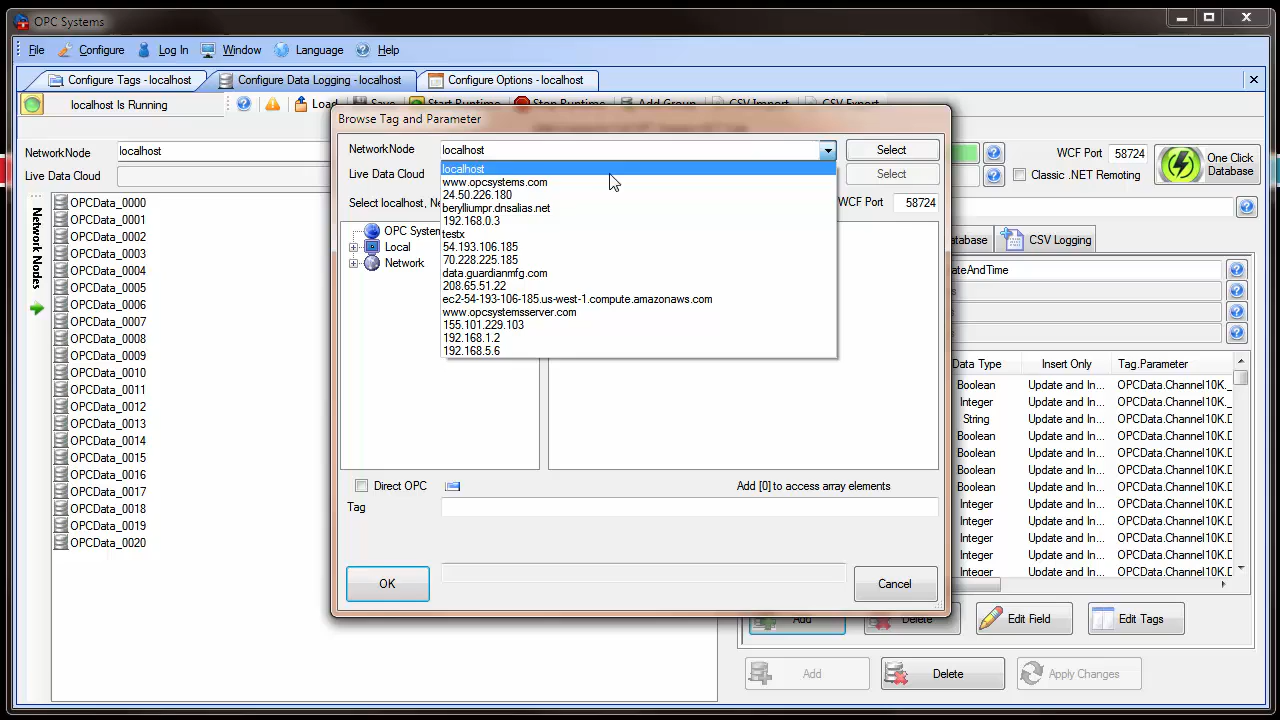 OPC Systems
File Configure Log In Window Language Help
Configure Tags - localhost Configure Data Logging - localhost Configure Options - localhost
localhost Is Running Load Save Start Runtime Stop Runtime Add Group CSV Import CSV Export
NetworkNode localhost WCF Port 58724 One Click Database
Live Data Cloud Classic .NET Remoting
Network Nodes
OPCData_0000
OPCData_0001
OPCData_0002
OPCData_0003
OPCData_0004
OPCData_0005
OPCData_0006
OPCData_0007
OPCData_0008
OPCData_0009
OPCData_0010
OPCData_0011
OPCData_0012
OPCData_0013
OPCData_0014
OPCData_0015
OPCData_0016
OPCData_0017
OPCData_0018
OPCData_0019
OPCData_0020
Browse Tag and Parameter
NetworkNode localhost Select
Live Data Cloud Select
Select localhost, Ne WCF Port 58724
localhost
www.opcsystems.com
24.50.226.180
berylliumpr.dnsalias.net
192.168.0.3
testx
54.193.106.185
70.228.225.185
data.guardianmfg.com
208.65.51.22
ec2-54-193-106-185.us-west-1.compute.amazonaws.com
www.opcsystemsserver.com
155.101.229.103
192.168.1.2
192.168.5.6
OPC System
Local
Network
Direct OPC Add [0] to access array elements
Tag
OK Cancel
atabase CSV Logging
ateAndTime
Data Type Insert Only Tag.Parameter
Boolean Update and In... OPCData.Channel10K._
Integer Update and In... OPCData.Channel10K._
String Update and In... OPCData.Channel10K.D
Boolean Update and In... OPCData.Channel10K.D
Boolean Update and In... OPCData.Channel10K.D
Boolean Update and In... OPCData.Channel10K.D
Boolean Update and In... OPCData.Channel10K.D
Integer Update and In... OPCData.Channel10K.D
Integer Update and In... OPCData.Channel10K.D
Integer Update and In... OPCData.Channel10K.D
Integer Update and In... OPCData.Channel10K.D
Integer Update and In... OPCData.Channel10K.D
Add Delete Edit Field Edit Tags
Add Delete Apply Changes